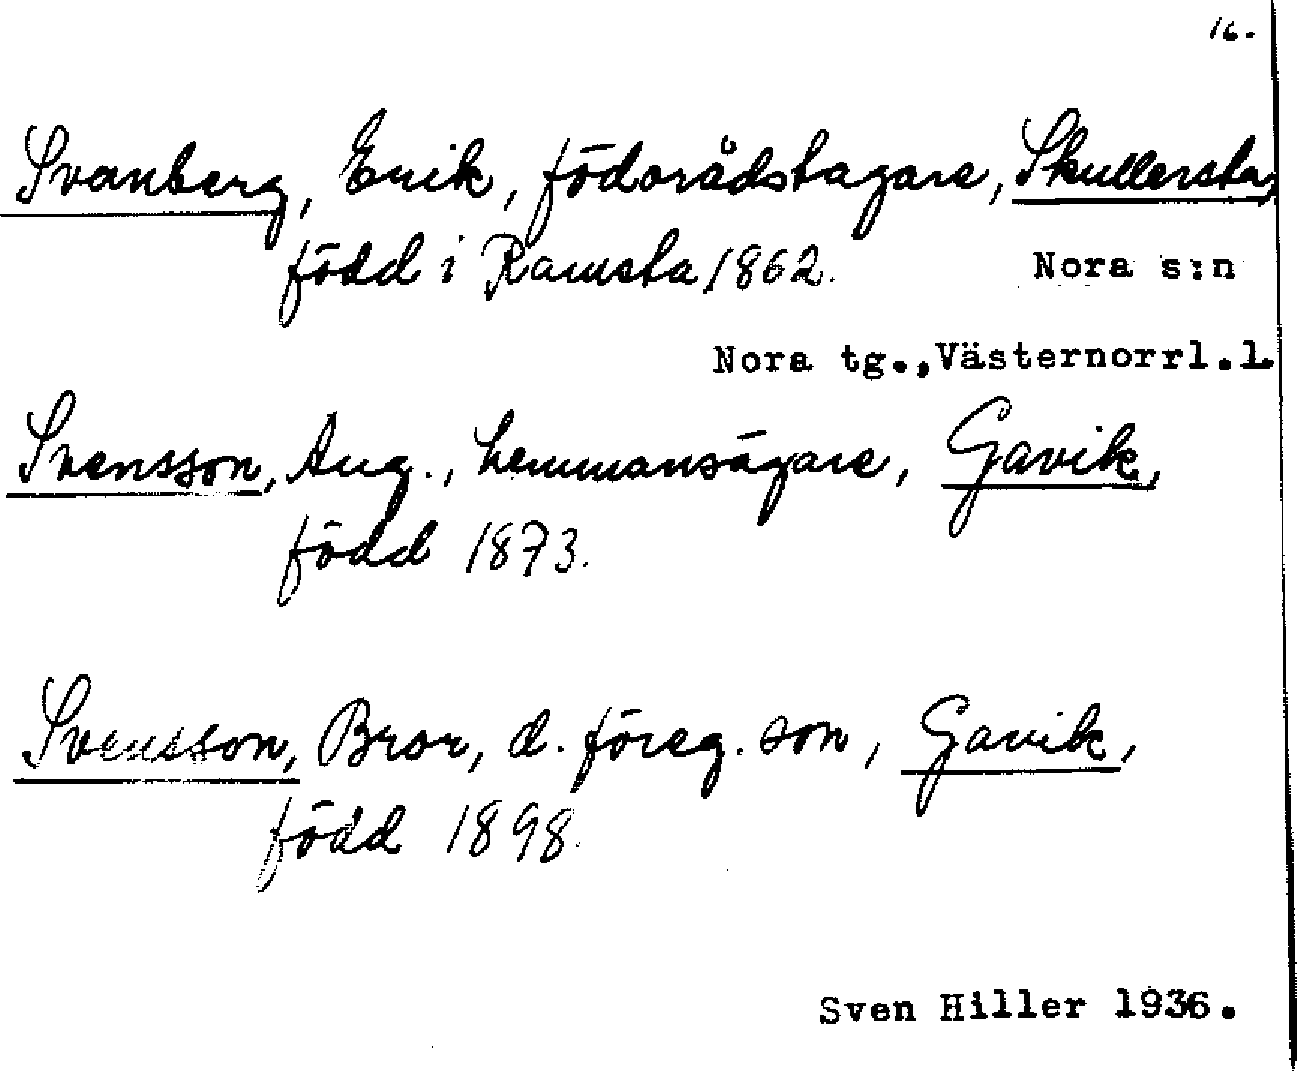 16.
Svanberg, Erik, födorådstagare, Skullersta,
född i Ramsta 1862.
Nora s:n
Nora tg.,Västernorrl.l.
Svensson, Aug., hemmansägare, Gavik,
född 1873.
Svensson, Bror, d. föreg. son, Gavik,
född 1898.
Sven Hiller 1936.